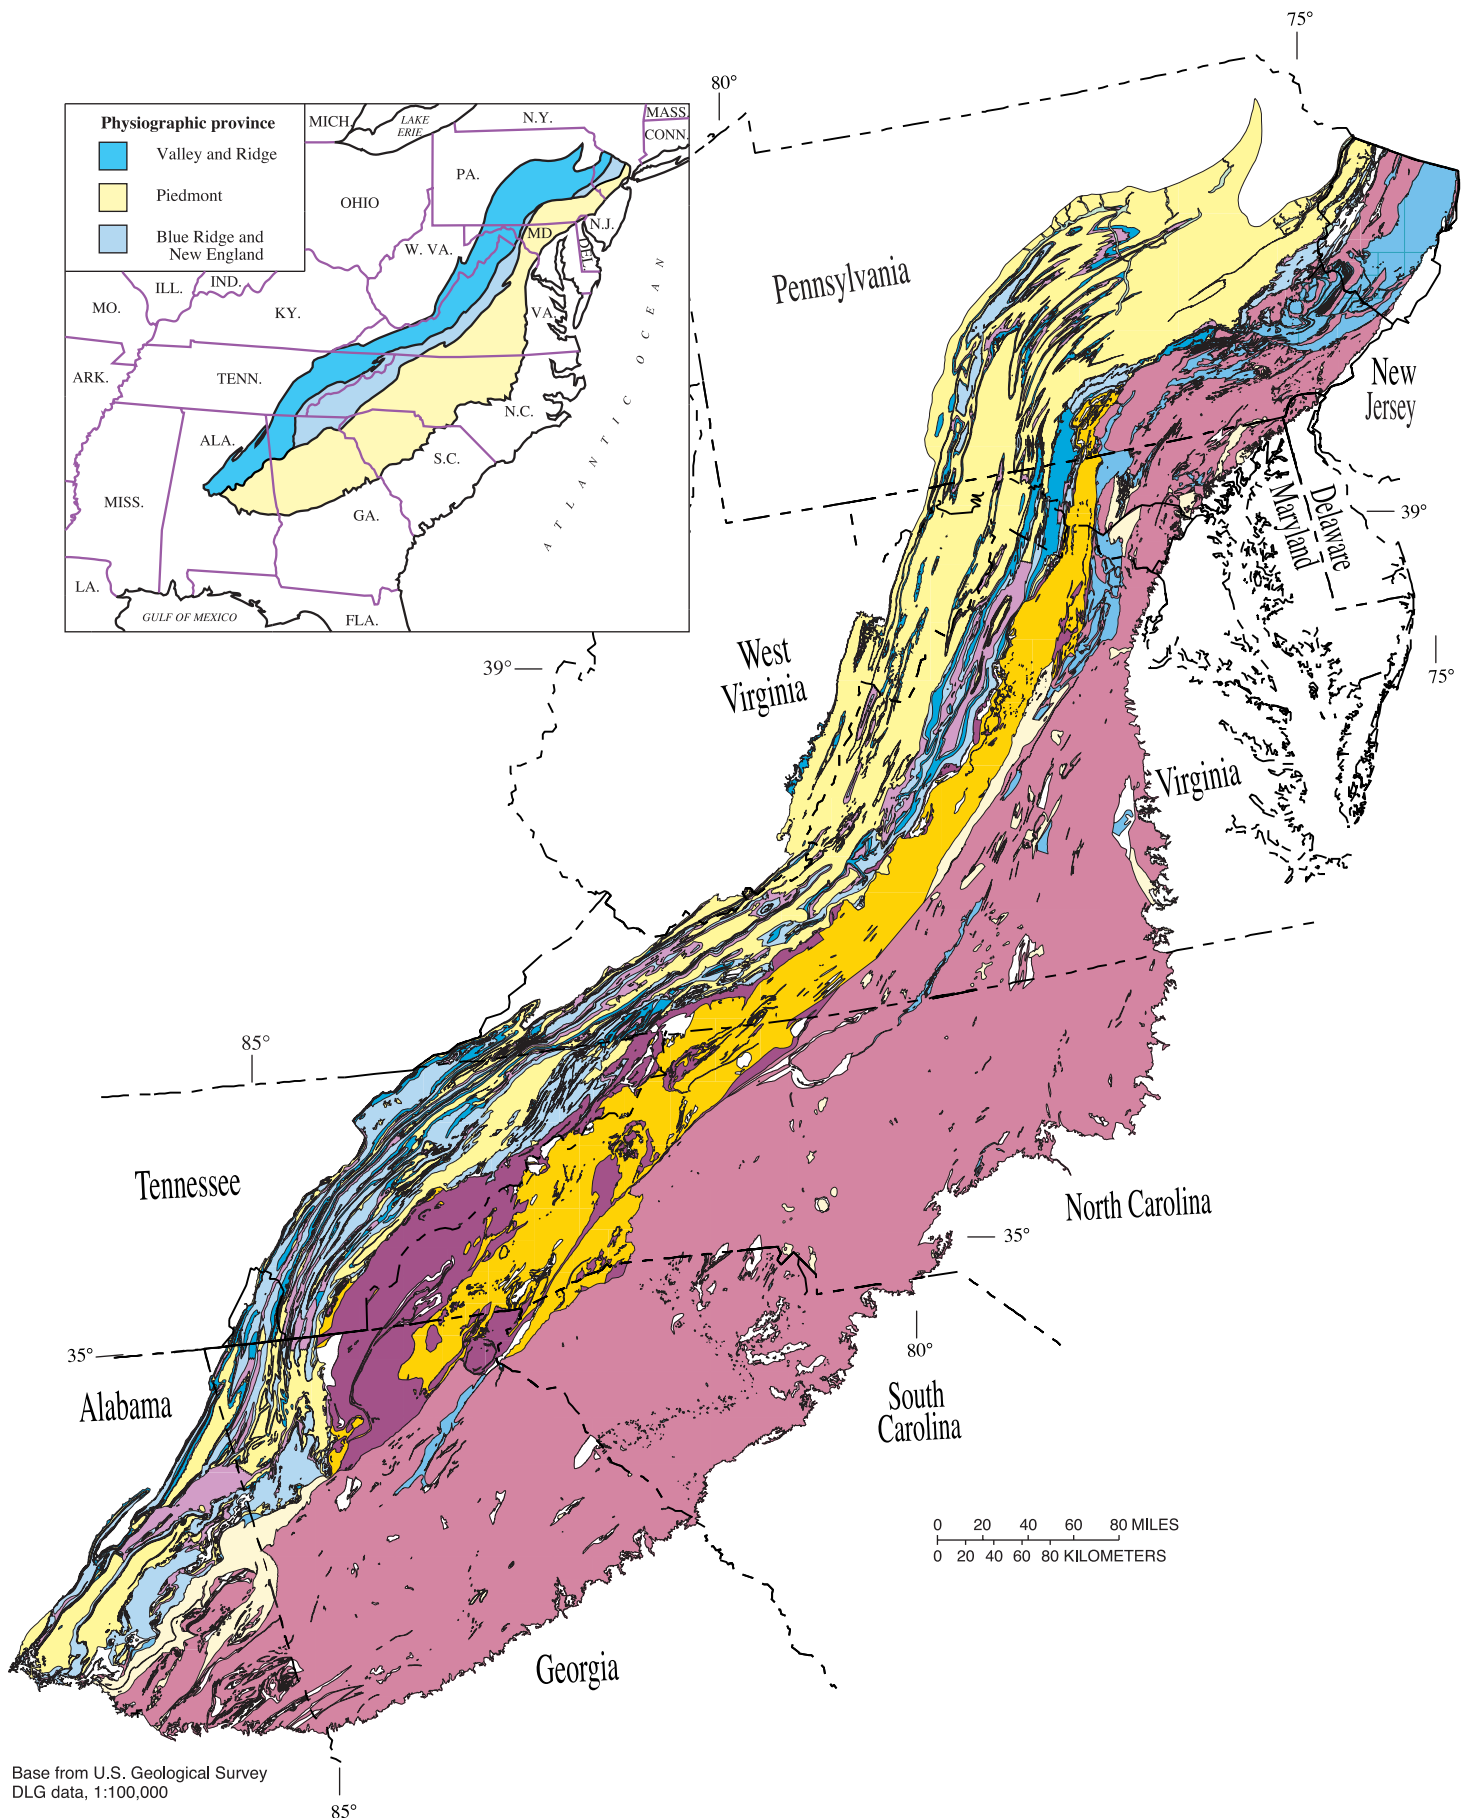 75°
80°
Physiographic province
Valley and Ridge
Piedmont
Blue Ridge and
New England
MICH.
LAKE
ERIE
N.Y.
MASS.
CONN.
PA.
OHIO
N.J.
MD.
DEL.
W. VA.
ILL.
IND.
MO.
KY.
VA.
ATLANTIC OCEAN
ARK.
TENN.
N.C.
ALA.
S.C.
MISS.
GA.
LA.
GULF OF MEXICO
FLA.
Pennsylvania
New
Jersey
Maryland
Delaware
39°
39°
West
Virginia
75°
Virginia
85°
Tennessee
North Carolina
35°
35°
80°
Alabama
South
Carolina
0 20 40 60 80 MILES
0 20 40 60 80 KILOMETERS
Georgia
Base from U.S. Geological Survey
DLG data, 1:100,000
85°